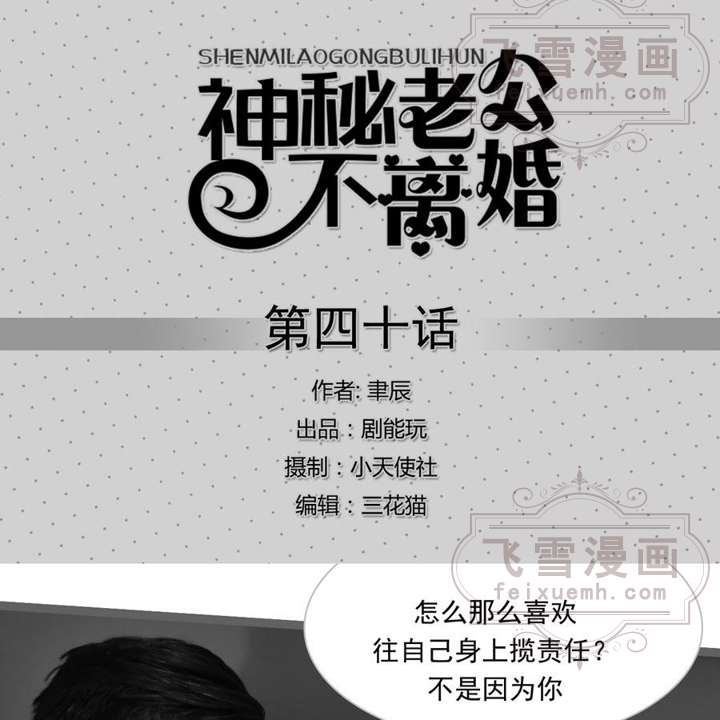 SHENMILAOGONGBULIHUN
神秘老公
不离婚
飞雪漫画
feixuemh.com
第四十话
作者: 聿辰
出品：剧能玩
摄制：小天使社
编辑：三花猫
飞雪漫画
feixuemh.com
怎么那么喜欢
往自己身上揽责任?
不是因为你